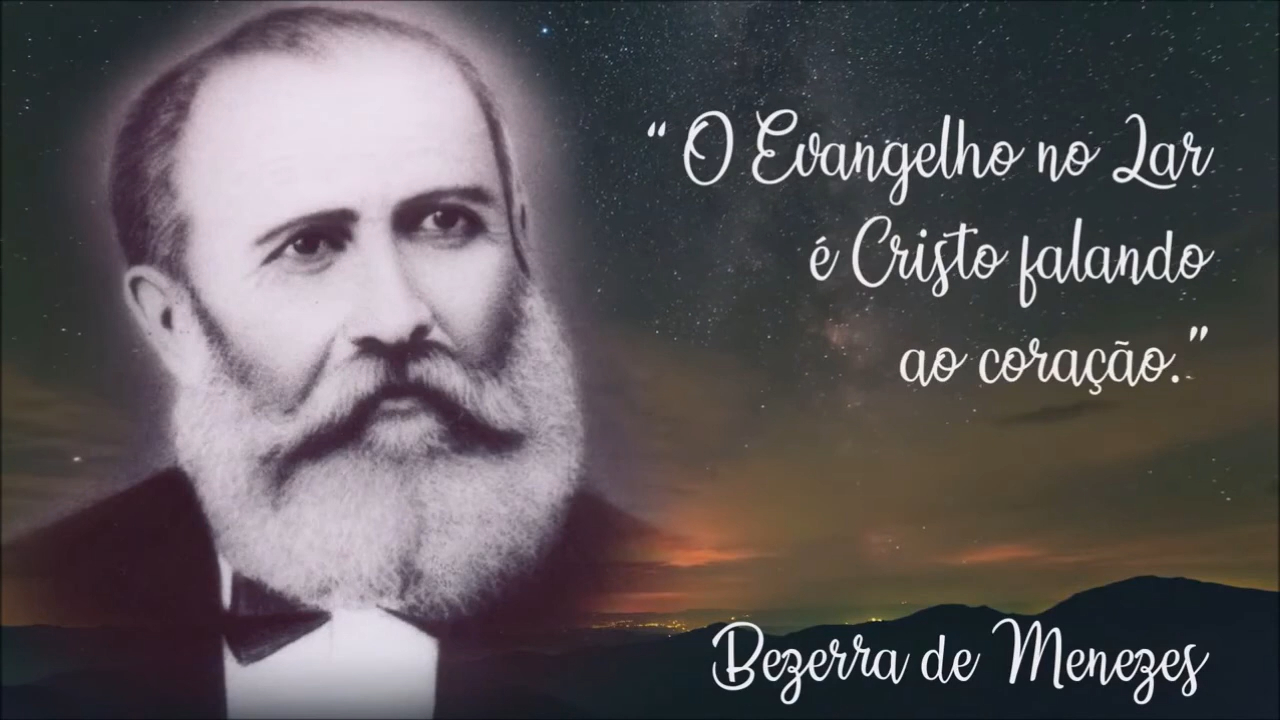 “O Evangelho no Lar
é Cristo falando
ao coração.”
Bezerra de Menezes